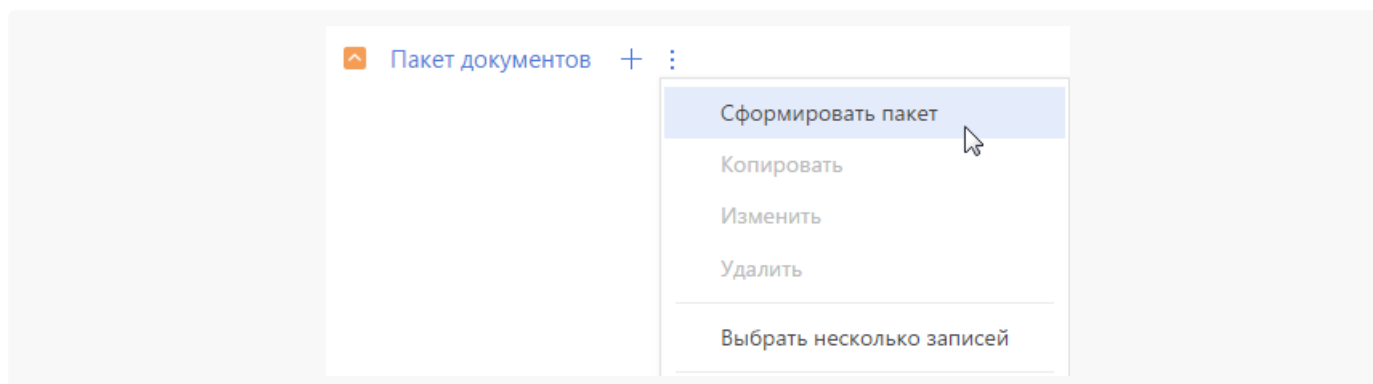 Пакет документов
Сформировать пакет
Копировать
Изменить
Удалить
Выбрать несколько записей